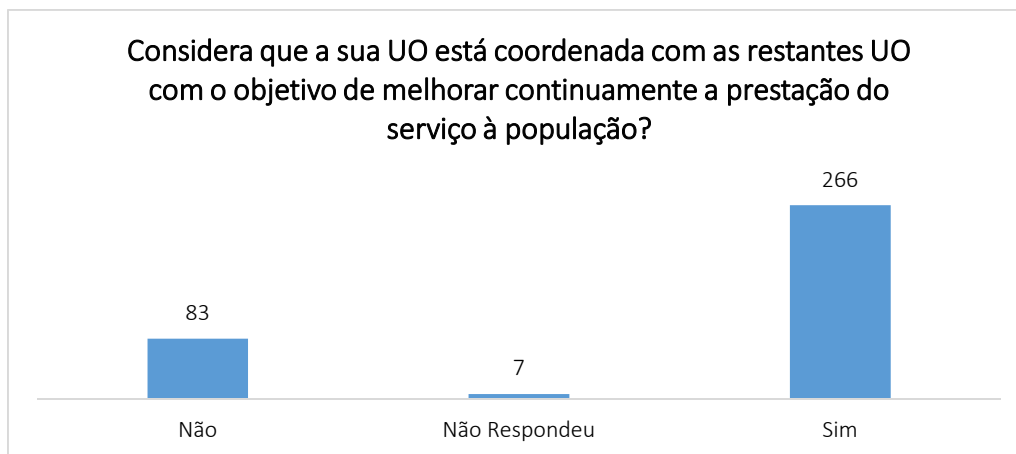 Considera que a sua UO está coordenada com as restantes UO
com o objetivo de melhorar continuamente a prestação do
serviço à população?
266
83
7
Não
Não Respondeu
Sim